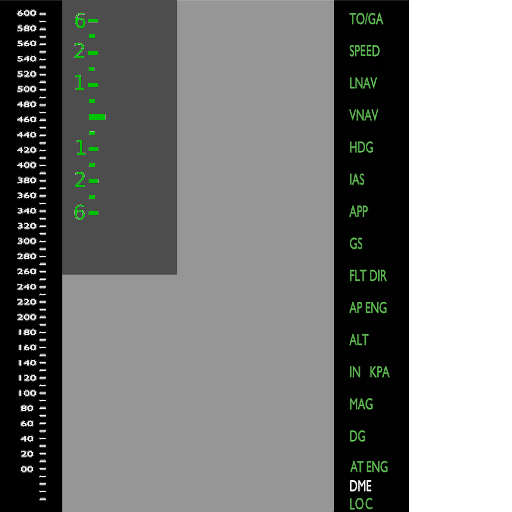 600
580
560
540
520
500
480
460
440
420
400
380
360
340
320
300
280
260
240
220
200
180
160
140
120
100
80
60
40
20
00
6
2
1
1
2
6
TO/GA
SPEED
LNAV
VNAV
HDG
IAS
APP
GS
FLT DIR
AP ENG
ALT
IN KPA
MAG
DG
AT ENG
DME
LOC